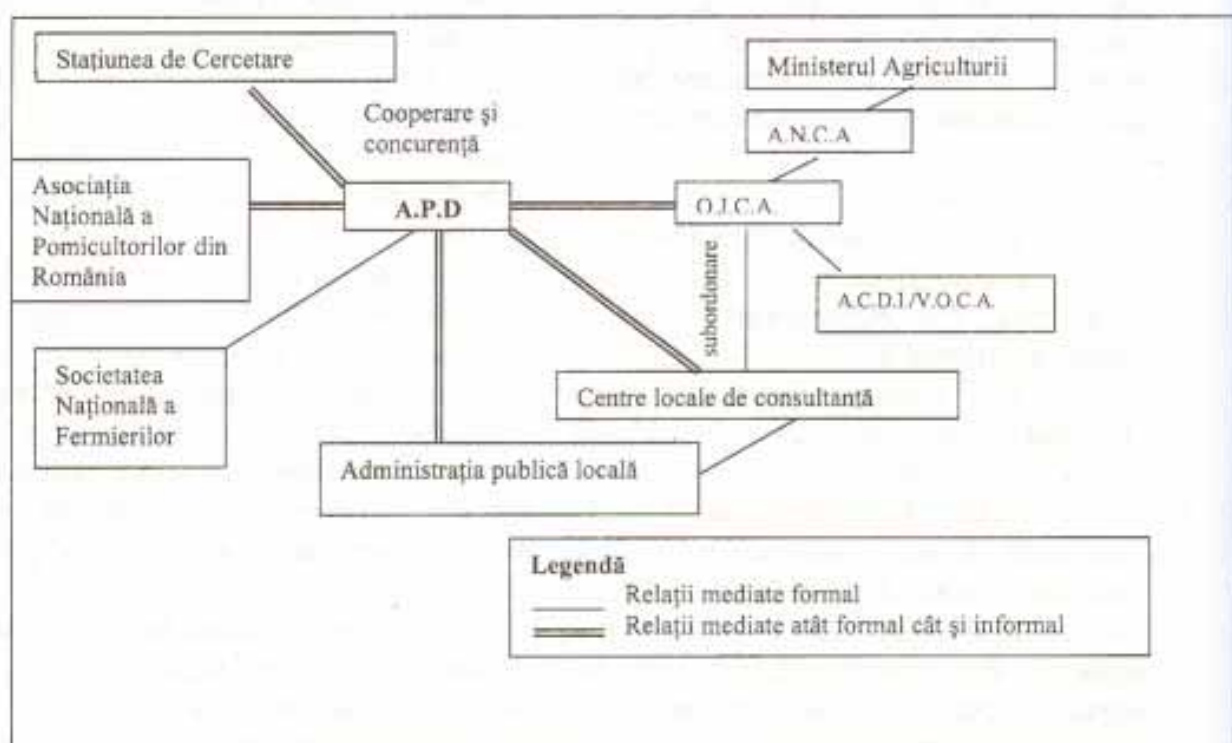 Stațiunea de Cercetare
Ministerul Agriculturii
Cooperare și
concurență
A.N.C.A
Asociația
Națională a
Pomicultorilor din
România
A.P.D
O.J.C.A.
subordonare
A.C.D.I./V.O.C.A.
Societatea
Națională a
Fermierilor
Centre locale de consultanță
Administrația publică locală
Legendă
Relații mediate formal
Relații mediate atât formal cât și informal